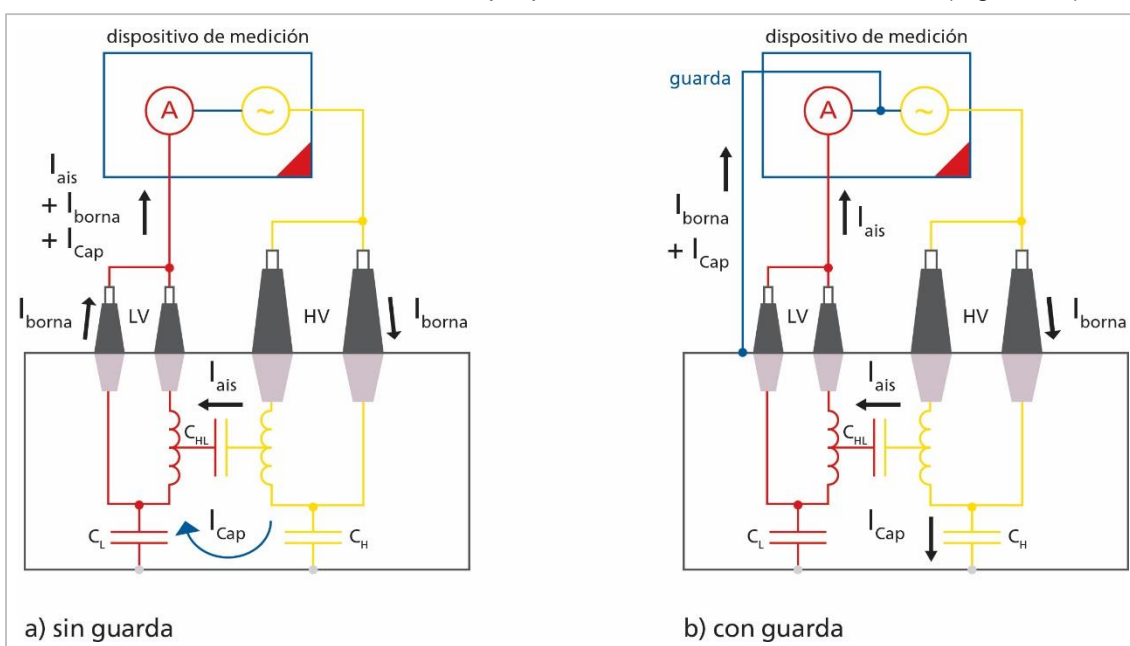 dispositivo de medición
A
~
I ais
+ I borna
+ I Cap
I borna
LV
HV
I borna
I ais
C HL
I Cap
C L
C H
a) sin guarda
dispositivo de medición
guarda
A
~
I borna
+ I Cap
I ais
LV
HV
I borna
I ais
C HL
I Cap
C L
C H
b) con guarda